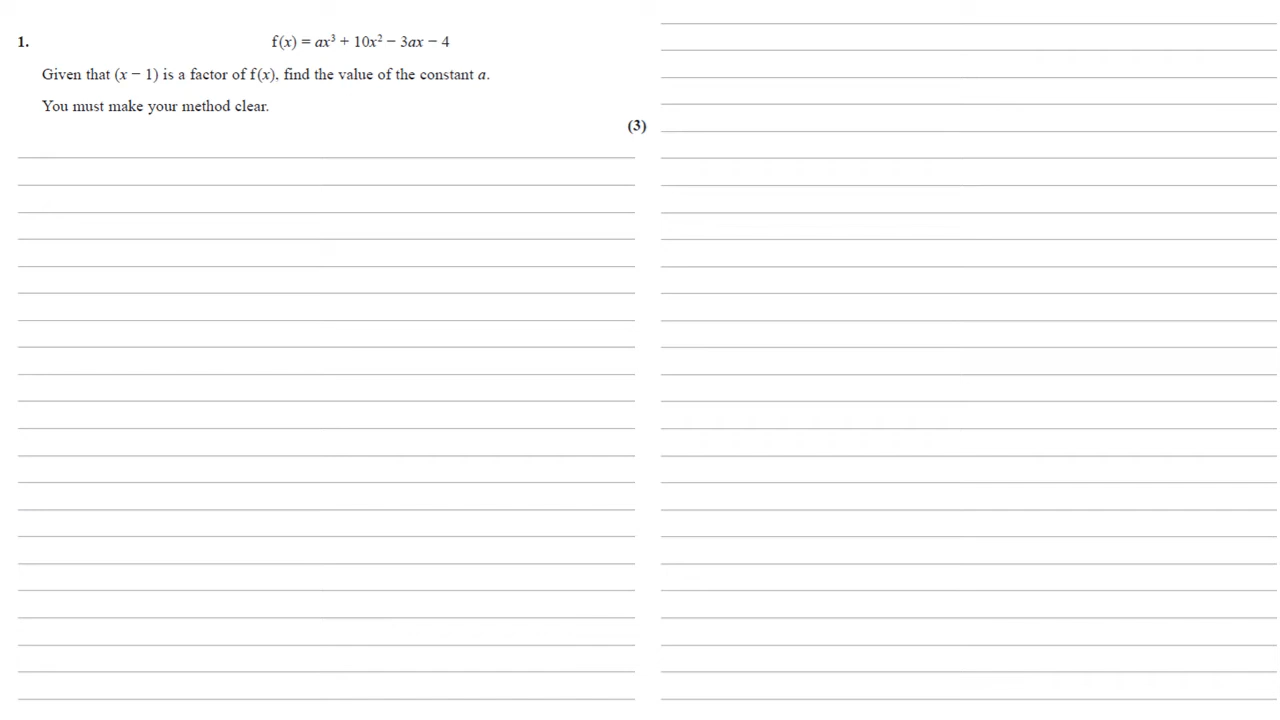 1. f(x) = ax³ + 10x² − 3ax − 4
Given that (x − 1) is a factor of f(x), find the value of the constant a.
You must make your method clear.
(3)